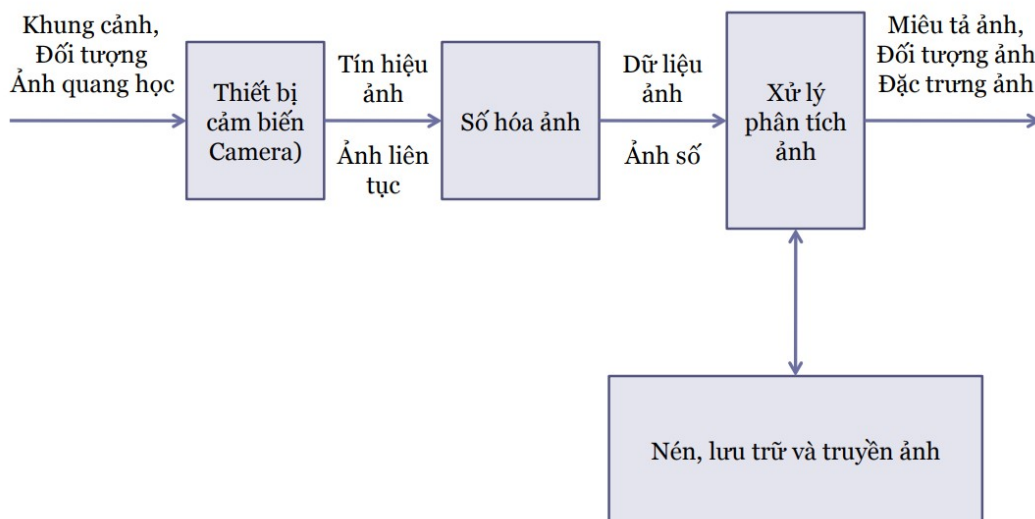 Khung cảnh,
Đối tượng
Ảnh quang học
Thiết bị
cảm biến
Camera)
Tín hiệu
ảnh
Ảnh liên
tục
Số hóa ảnh
Dữ liệu
ảnh
Ảnh số
Xử lý
phân tích
ảnh
Miêu tả ảnh,
Đối tượng ảnh
Đặc trưng ảnh
Nén, lưu trữ và truyền ảnh